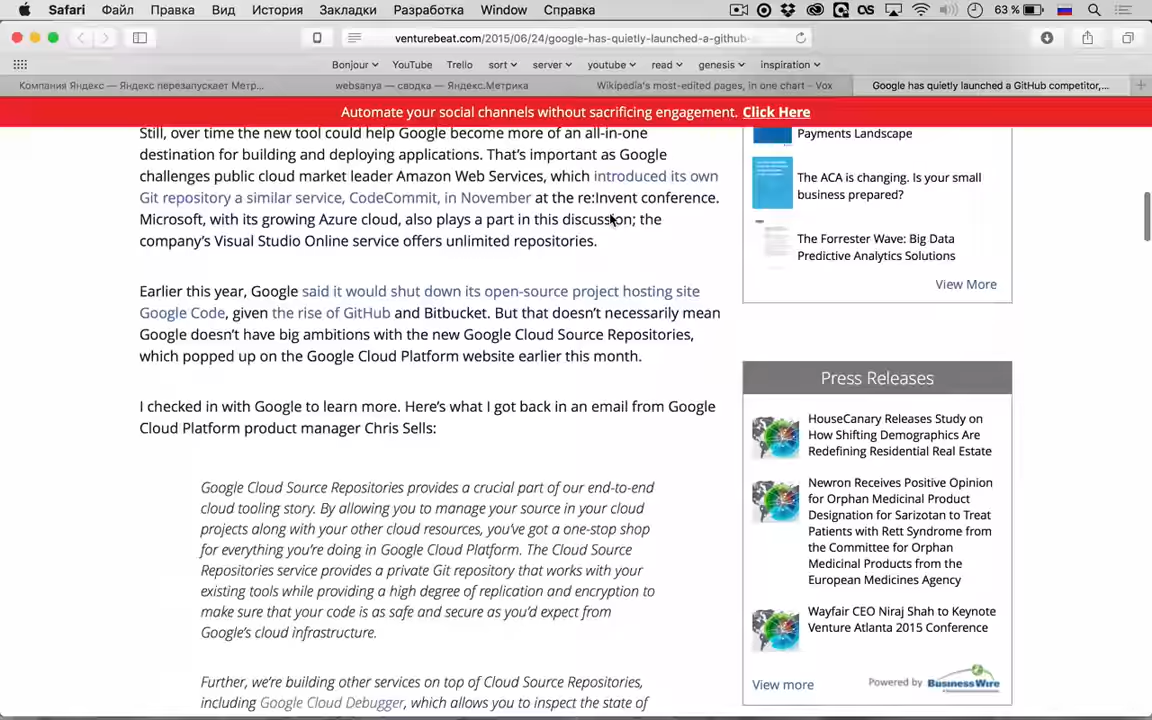 Safari Файл Правка Вид История Закладки Разработка Window Справка 63 %
venturebeat.com/2015/06/24/google-has-quietly-launched-a-github-
Bonjour YouTube Trello sort server youtube read genesis inspiration
Компания Яндекс — Яндекс перезапускает Метр... websanya — сводка — Яндекс.Метрика Wikipedia's most-edited pages, in one chart - Vox Google has quietly launched a GitHub competitor,...
Automate your social channels without sacrificing engagement. Click Here
Still, over time the new tool could help Google become more of an all-in-one
destination for building and deploying applications. That's important as Google
challenges public cloud market leader Amazon Web Services, which introduced its own
Git repository a similar service, CodeCommit, in November at the re:Invent conference.
Microsoft, with its growing Azure cloud, also plays a part in this discussion; the
company's Visual Studio Online service offers unlimited repositories.
Earlier this year, Google said it would shut down its open-source project hosting site
Google Code, given the rise of GitHub and Bitbucket. But that doesn't necessarily mean
Google doesn't have big ambitions with the new Google Cloud Source Repositories,
which popped up on the Google Cloud Platform website earlier this month.
I checked in with Google to learn more. Here's what I got back in an email from Google
Cloud Platform product manager Chris Sells:
Google Cloud Source Repositories provides a crucial part of our end-to-end
cloud tooling story. By allowing you to manage your source in your cloud
projects along with your other cloud resources, you've got a one-stop shop
for everything you're doing in Google Cloud Platform. The Cloud Source
Repositories service provides a private Git repository that works with your
existing tools while providing a high degree of replication and encryption to
make sure that your code is as safe and secure as you'd expect from
Google's cloud infrastructure.
Further, we're building other services on top of Cloud Source Repositories,
including Google Cloud Debugger, which allows you to inspect the state of
Payments Landscape
The ACA is changing. Is your small
business prepared?
The Forrester Wave: Big Data
Predictive Analytics Solutions
View More
Press Releases
HouseCanary Releases Study on
How Shifting Demographics Are
Redefining Residential Real Estate
Newron Receives Positive Opinion
for Orphan Medicinal Product
Designation for Sarizotan to Treat
Patients with Rett Syndrome from
the Committee for Orphan
Medicinal Products from the
European Medicines Agency
Wayfair CEO Niraj Shah to Keynote
Venture Atlanta 2015 Conference
View more
Powered by BusinessWire